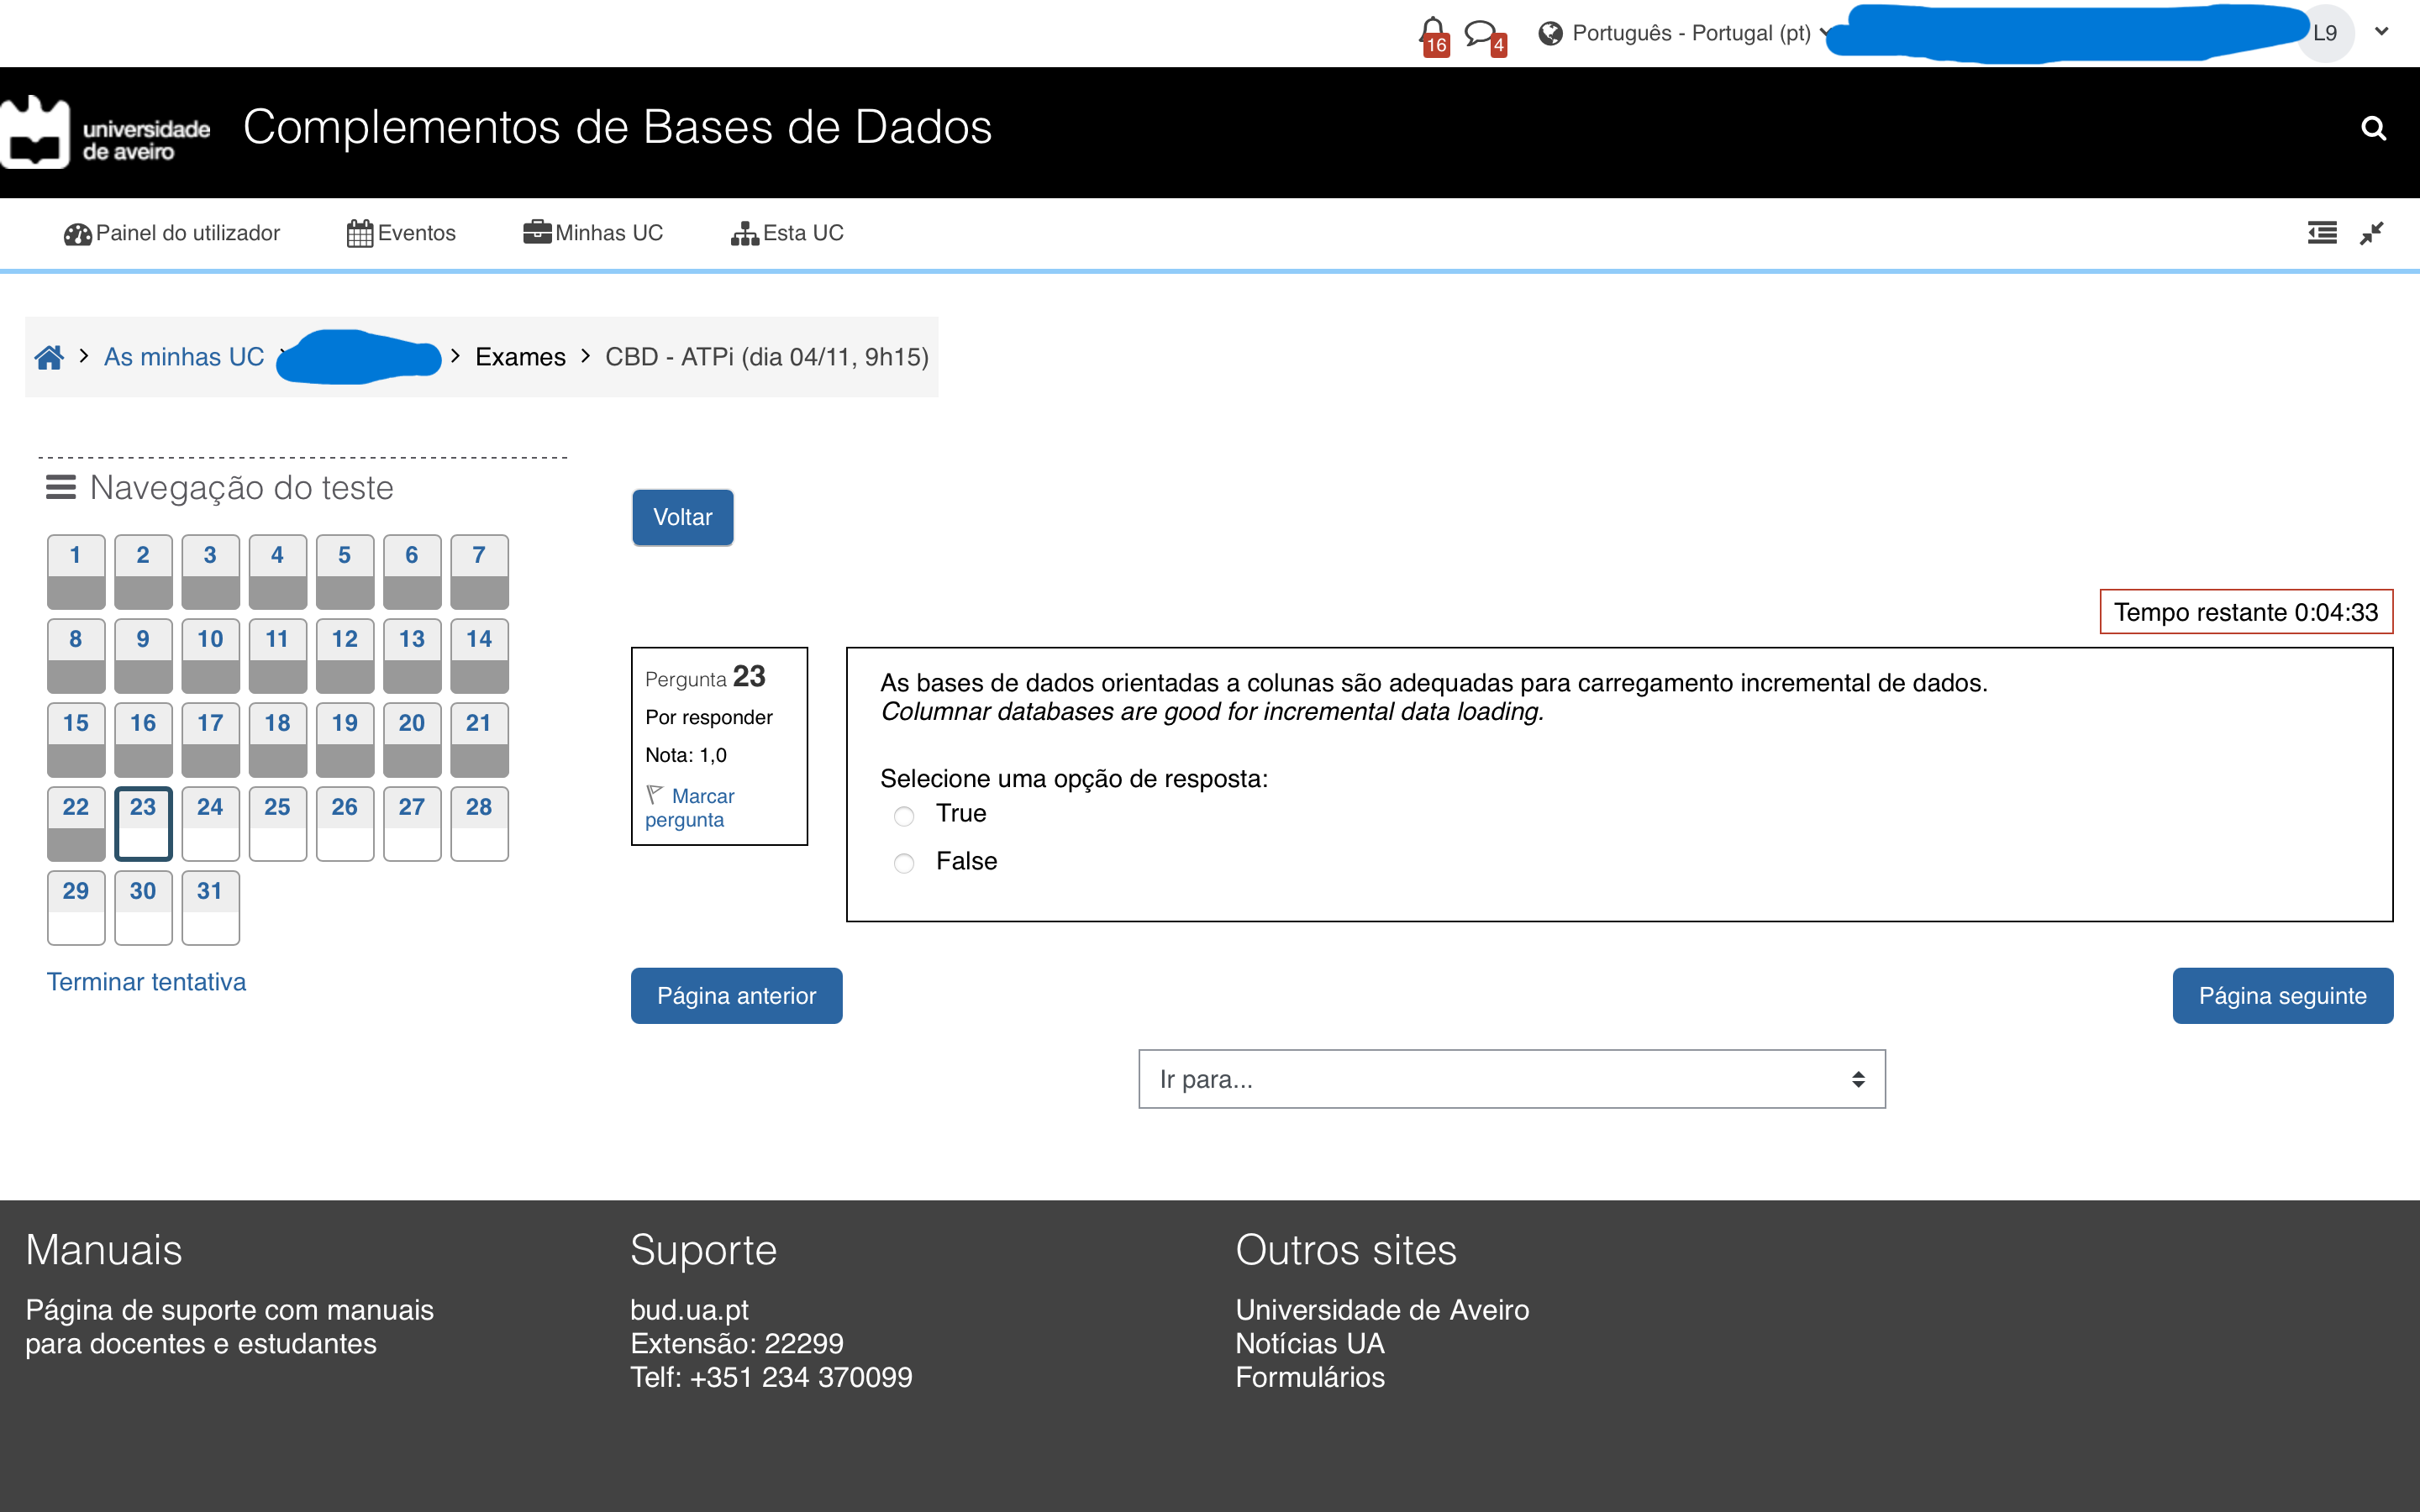 16
4
Português - Portugal (pt)
L9
universidade
de aveiro
Complementos de Bases de Dados
Painel do utilizador
Eventos
Minhas UC
Esta UC
As minhas UC
Exames
CBD - ATPi (dia 04/11, 9h15)
Navegação do teste
1 2 3 4 5 6 7
8 9 10 11 12 13 14
15 16 17 18 19 20 21
22 23 24 25 26 27 28
29 30 31
Terminar tentativa
Voltar
Tempo restante 0:04:33
Pergunta 23
Por responder
Nota: 1,0
Marcar
pergunta
As bases de dados orientadas a colunas são adequadas para carregamento incremental de dados.
Columnar databases are good for incremental data loading.
Selecione uma opção de resposta:
True
False
Página anterior
Página seguinte
Ir para...
Manuais
Página de suporte com manuais
para docentes e estudantes
Suporte
bud.ua.pt
Extensão: 22299
Telf: +351 234 370099
Outros sites
Universidade de Aveiro
Notícias UA
Formulários